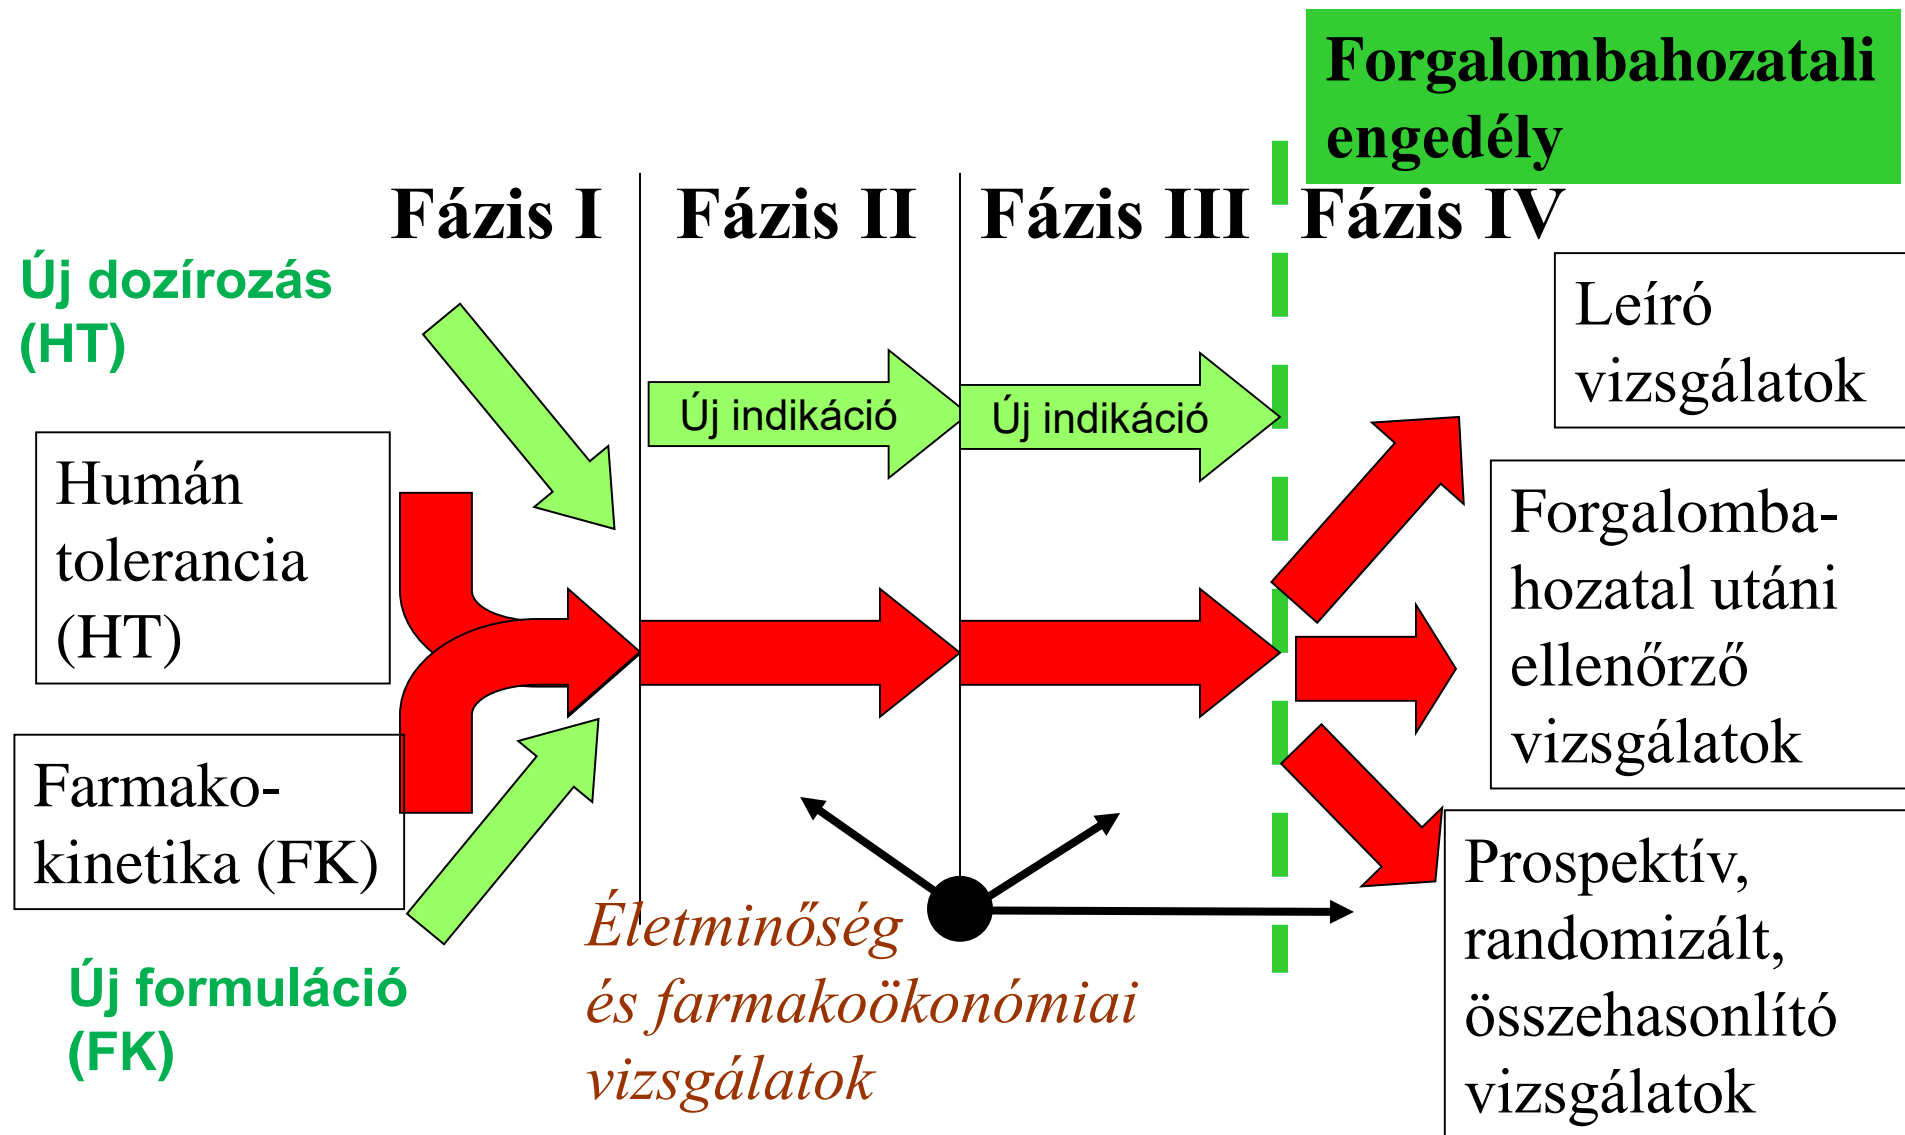 Forgalombahozatali
engedély
Fázis I
Fázis II
Fázis III
Fázis IV
Új dozírozás
(HT)
Humán
tolerancia
(HT)
Farmako-
kinetika (FK)
Új formuláció
(FK)
Új indikáció
Új indikáció
Életminőség
és farmakoökonómiai
vizsgálatok
Leíró
vizsgálatok
Forgalomba-
hozatal utáni
ellenőrző
vizsgálatok
Prospektív,
randomizált,
összehasonlító
vizsgálatok